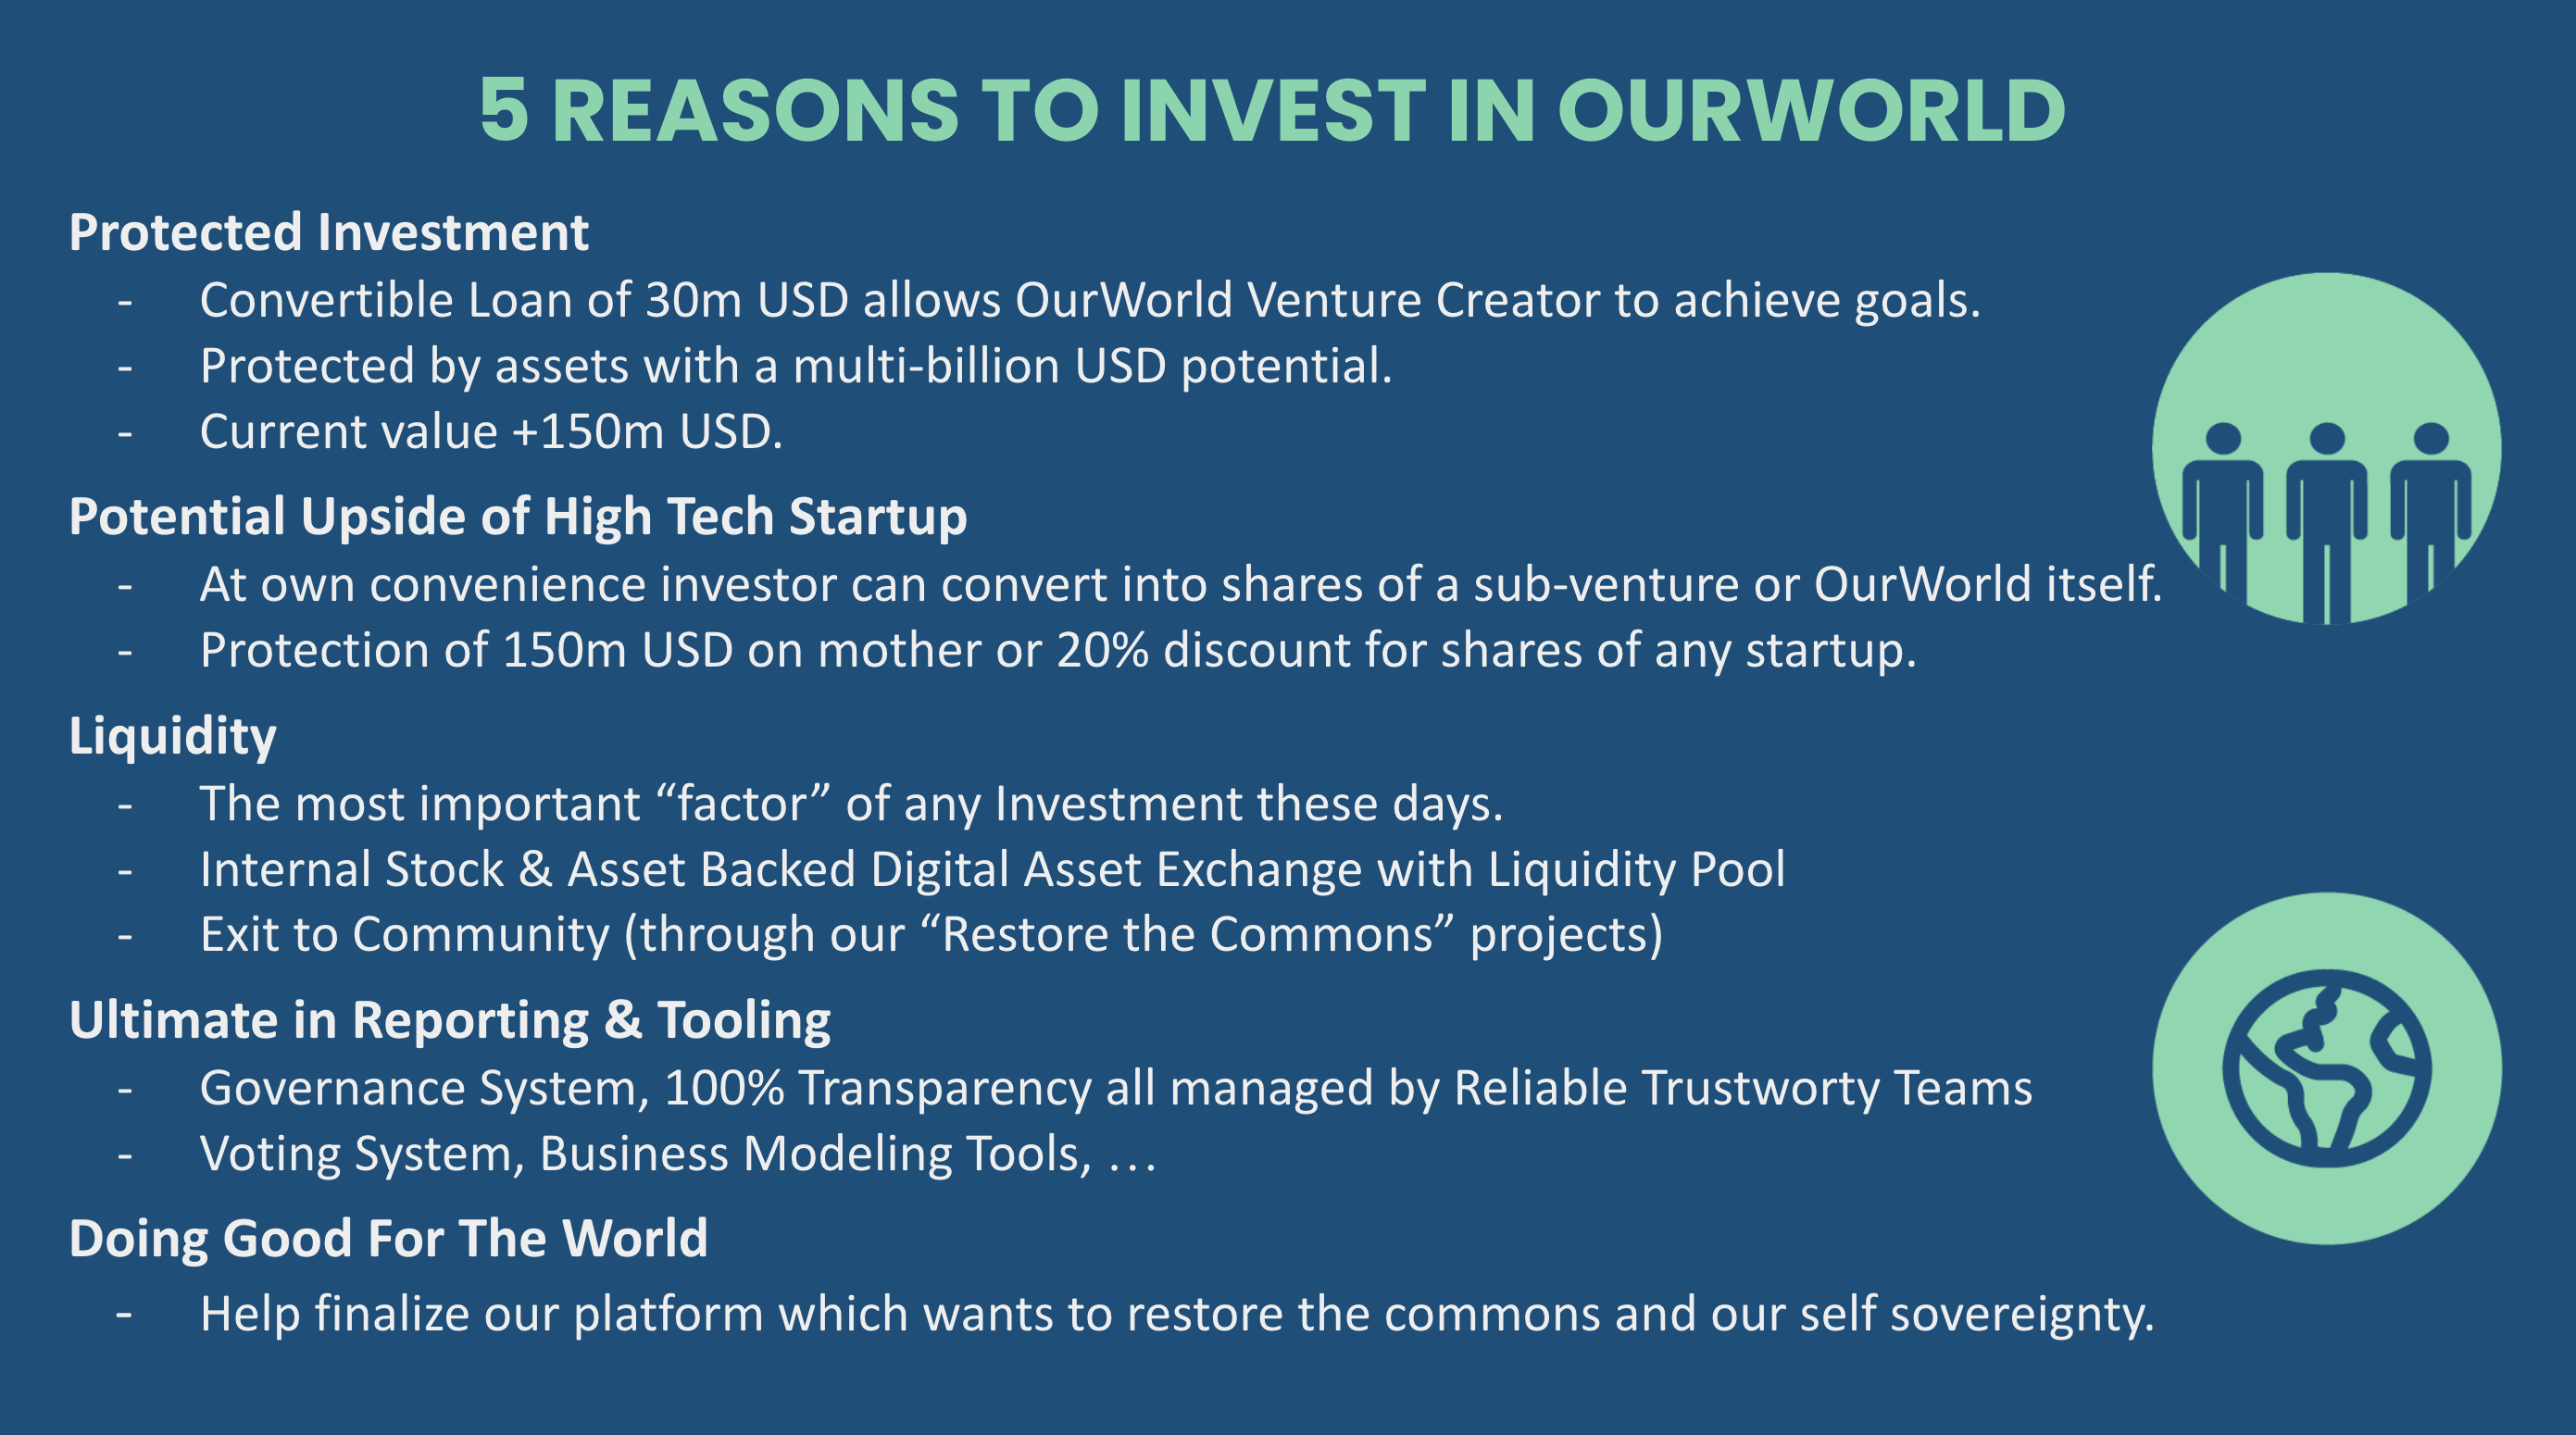 5 REASONS TO INVEST IN OURWORLD
Protected Investment
- Convertible Loan of 30m USD allows OurWorld Venture Creator to achieve goals.
- Protected by assets with a multi-billion USD potential.
- Current value +150m USD.
Potential Upside of High Tech Startup
- At own convenience investor can convert into shares of a sub-venture or OurWorld itself.
- Protection of 150m USD on mother or 20% discount for shares of any startup.
Liquidity
- The most important “factor” of any Investment these days.
- Internal Stock & Asset Backed Digital Asset Exchange with Liquidity Pool
- Exit to Community (through our “Restore the Commons” projects)
Ultimate in Reporting & Tooling
- Governance System, 100% Transparency all managed by Reliable Trustworty Teams
- Voting System, Business Modeling Tools, …
Doing Good For The World
- Help finalize our platform which wants to restore the commons and our self sovereignty.